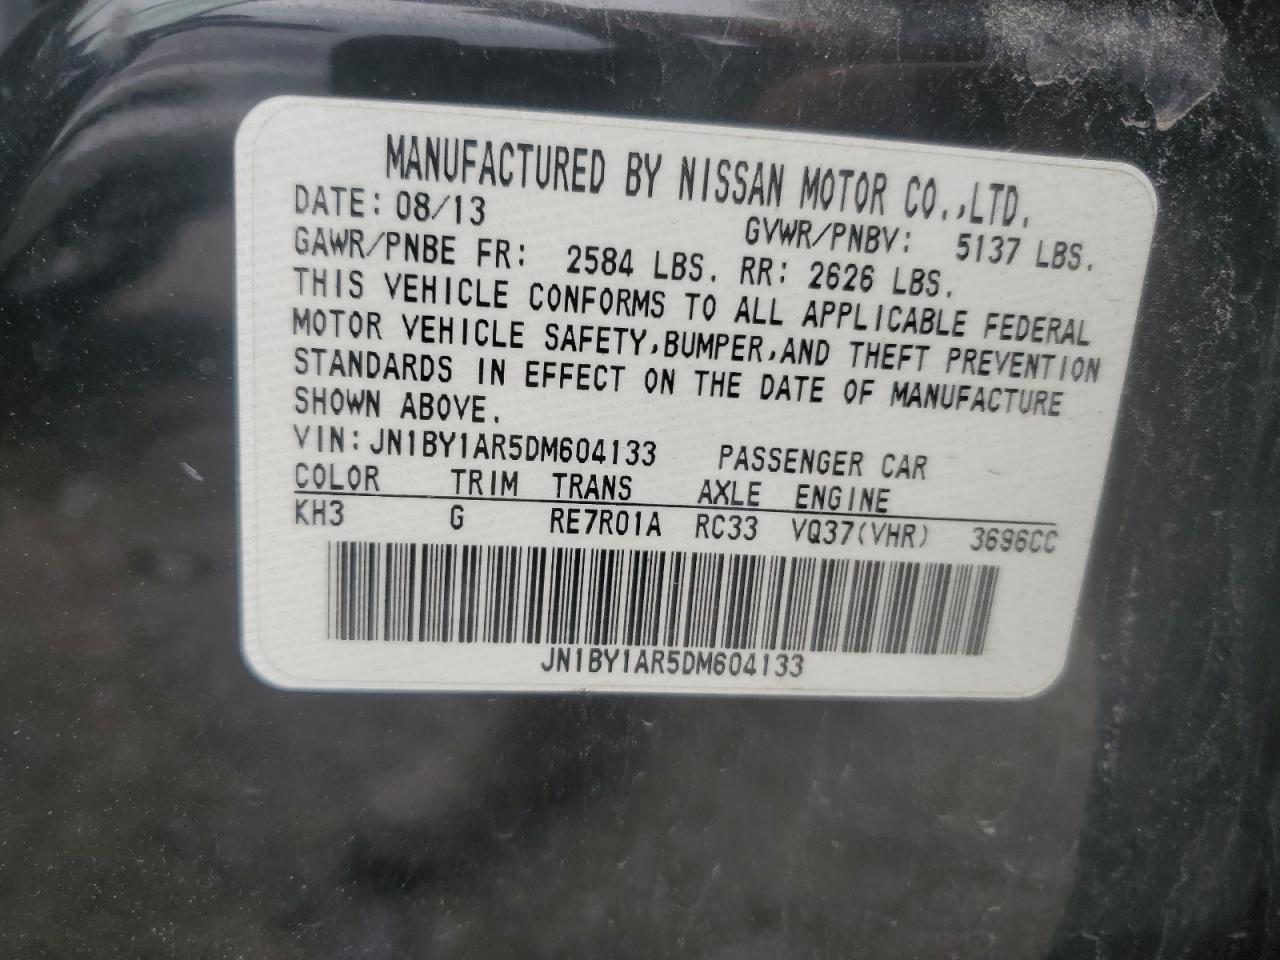 MANUFACTURED BY NISSAN MOTOR CO.,LTD.
DATE: 08/13 GVWR/PNBV: 5137 LBS.
GAWR/PNBE FR: 2584 LBS. RR: 2626 LBS.
THIS VEHICLE CONFORMS TO ALL APPLICABLE FEDERAL
MOTOR VEHICLE SAFETY,BUMPER,AND THEFT PREVENTION
STANDARDS IN EFFECT ON THE DATE OF MANUFACTURE
SHOWN ABOVE.
VIN: JN1BY1AR5DM604133 PASSENGER CAR
COLOR TRIM TRANS AXLE ENGINE
KH3 G RE7R01A RC33 VQ37(VHR) 3696CC
JN1BY1AR5DM604133